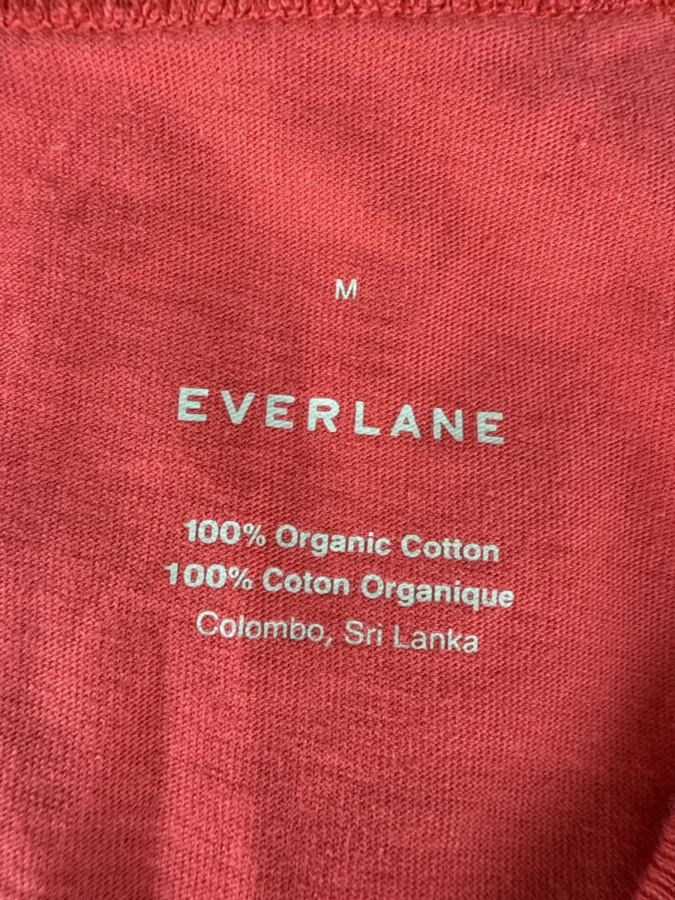 M
EVERLANE
100% Organic Cotton
100% Coton Organique
Colombo, Sri Lanka